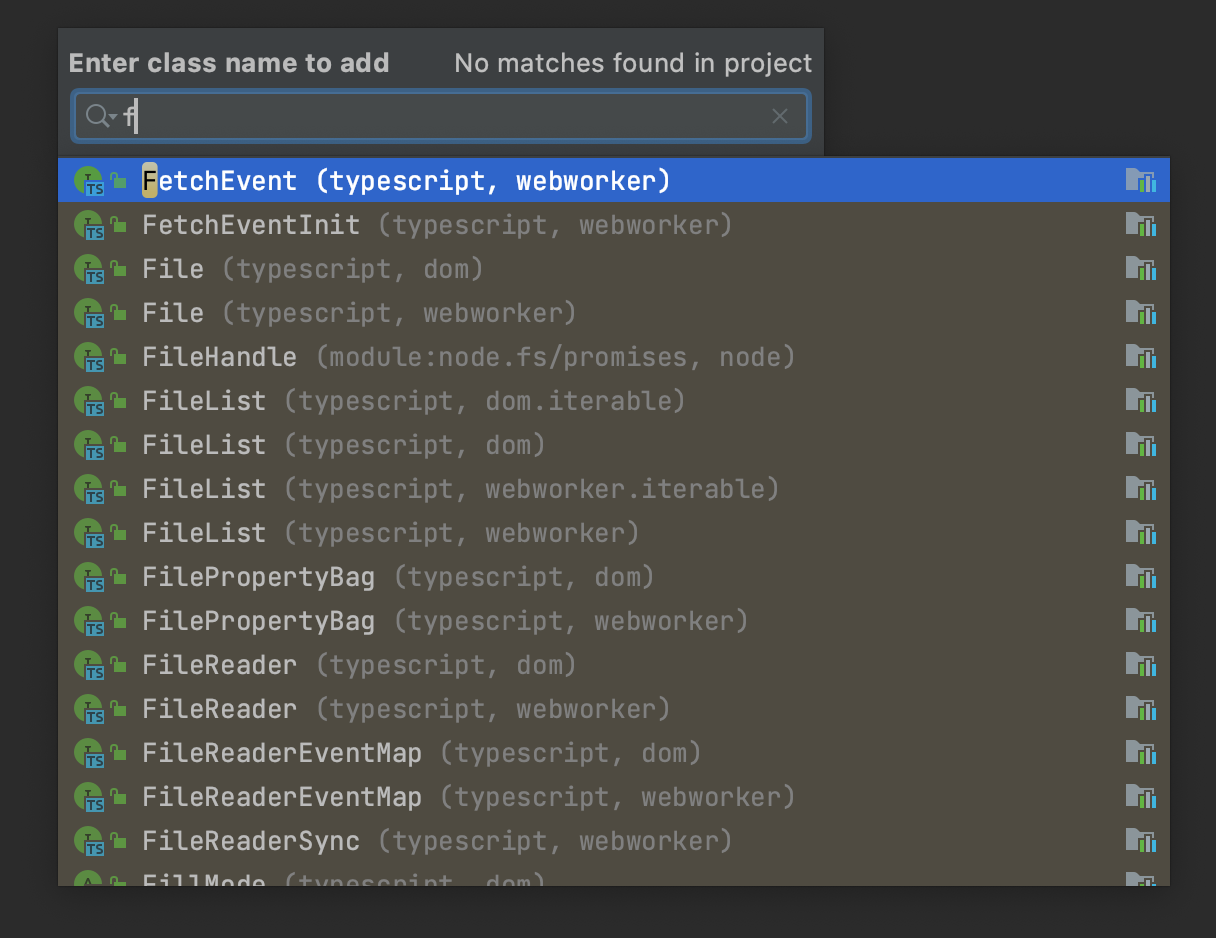 Enter class name to add No matches found in project
f
FetchEvent (typescript, webworker)
FetchEventInit (typescript, webworker)
File (typescript, dom)
File (typescript, webworker)
FileHandle (module:node.fs/promises, node)
FileList (typescript, dom.iterable)
FileList (typescript, dom)
FileList (typescript, webworker.iterable)
FileList (typescript, webworker)
FilePropertyBag (typescript, dom)
FilePropertyBag (typescript, webworker)
FileReader (typescript, dom)
FileReader (typescript, webworker)
FileReaderEventMap (typescript, dom)
FileReaderEventMap (typescript, webworker)
FileReaderSync (typescript, webworker)
FillMode (typescript, dom)